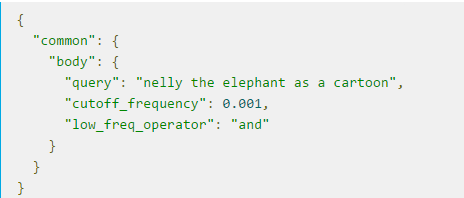 {
  "common": {
    "body": {
      "query": "nelly the elephant as a cartoon",
      "cutoff_frequency": 0.001,
      "low_freq_operator": "and"
    }
  }
}